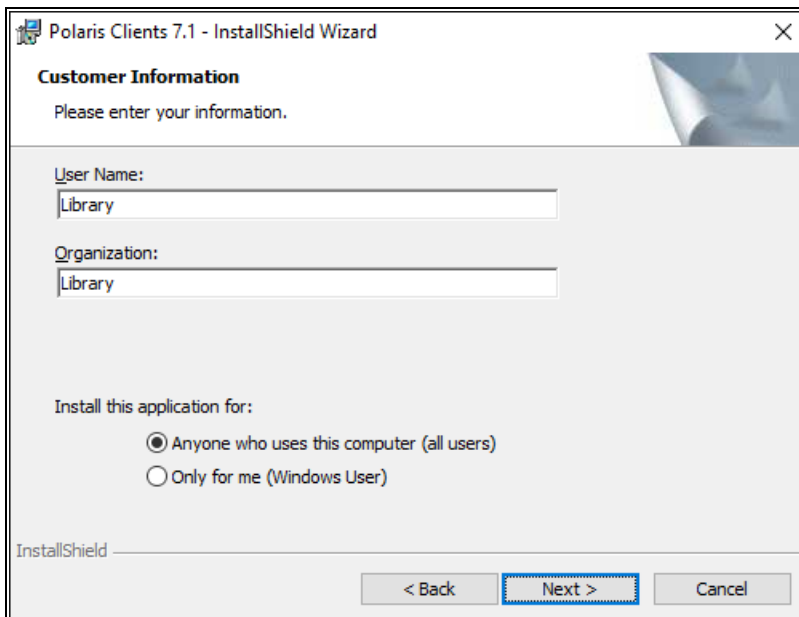 Polaris Clients 7.1 - InstallShield Wizard
Customer Information
Please enter your information.
User Name:
Library
Organization:
Library
Install this application for:
Anyone who uses this computer (all users)
Only for me (Windows User)
InstallShield
< Back Next > Cancel